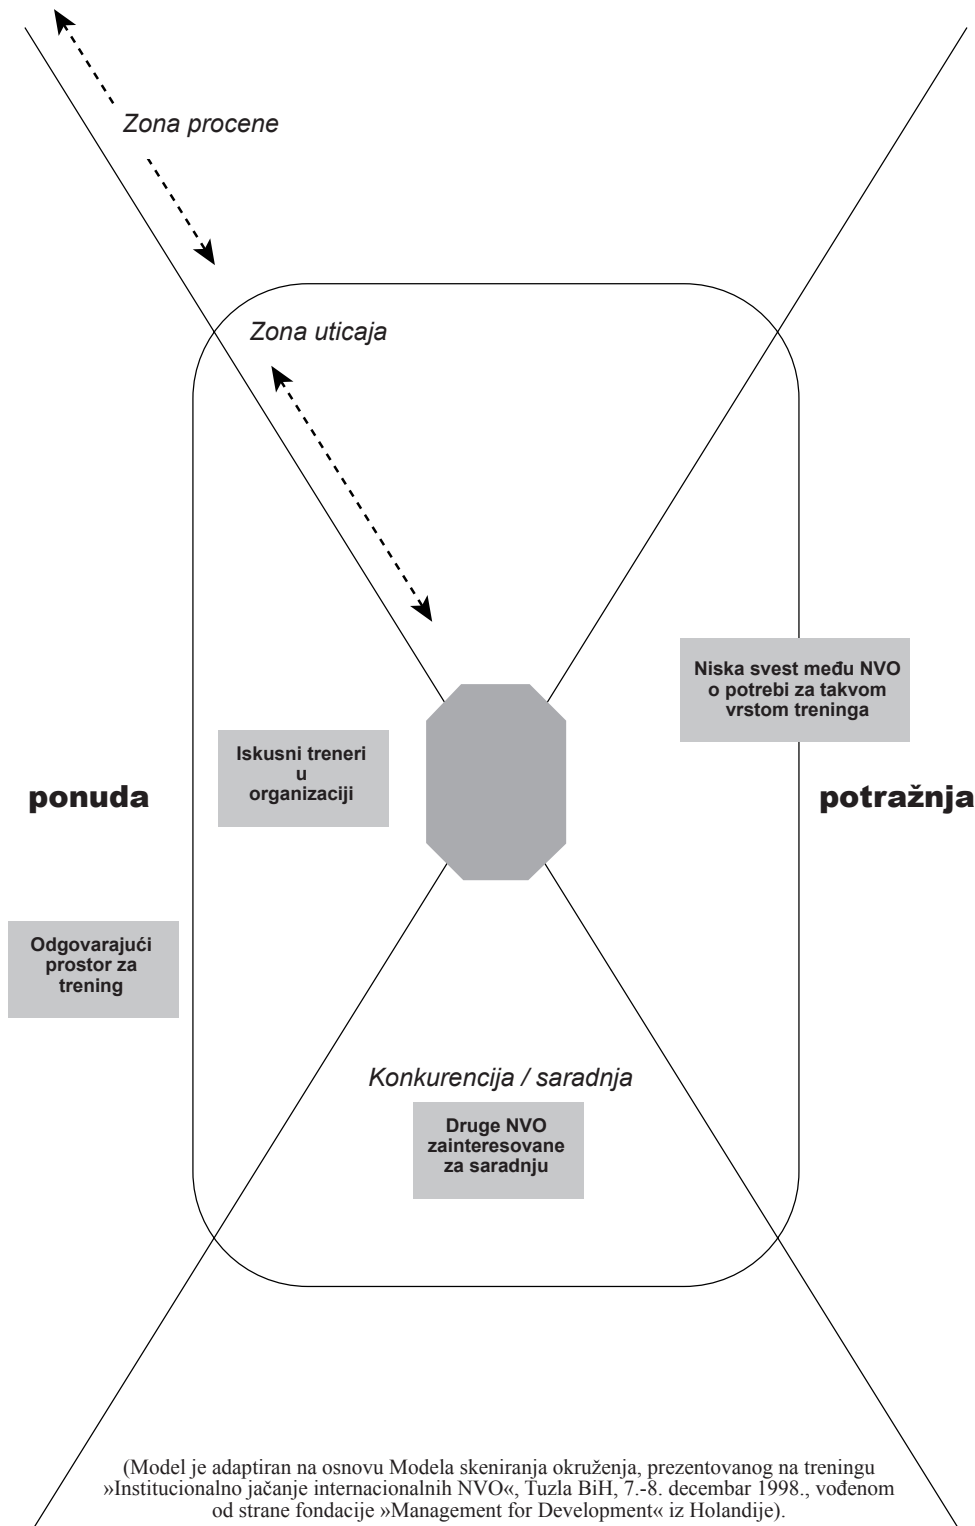 Zona procene
Zona uticaja
Niska svest među NVO
o potrebi za takvom
vrstom treninga
Iskusni treneri
u
organizaciji
ponuda
potražnja
Odgovarajući
prostor za
trening
Konkurencija / saradnja
Druge NVO
zainteresovane
za saradnju
(Model je adaptiran na osnovu Modela skeniranja okruženja, prezentovanog na treningu
»Institucionalno jačanje internacionalnih NVO«, Tuzla BiH, 7.-8. decembar 1998., vođenom
od strane fondacije »Management for Development« iz Holandije).